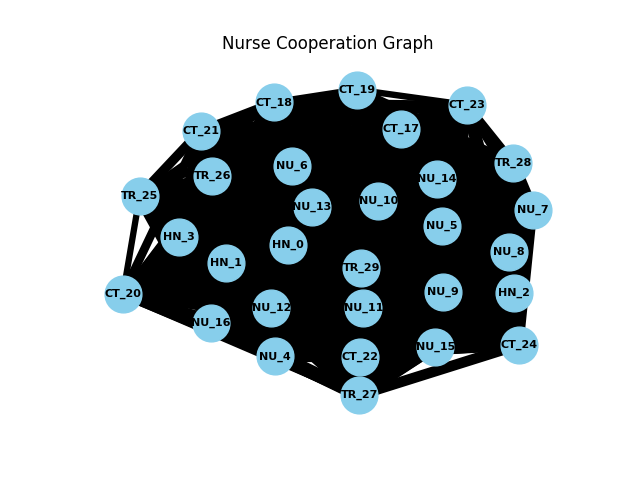 Nurse Cooperation Graph
CT_19
CT_18
CT_23
CT_17
CT_21
TR_28
NU_6
TR_26
NU_14
TR_25
NU_10
NU_13
NU_7
NU_5
HN_3
HN_0
NU_8
HN_1
TR_29
NU_9
HN_2
CT_20
NU_12
NU_11
NU_16
CT_24
NU_15
NU_4
CT_22
TR_27